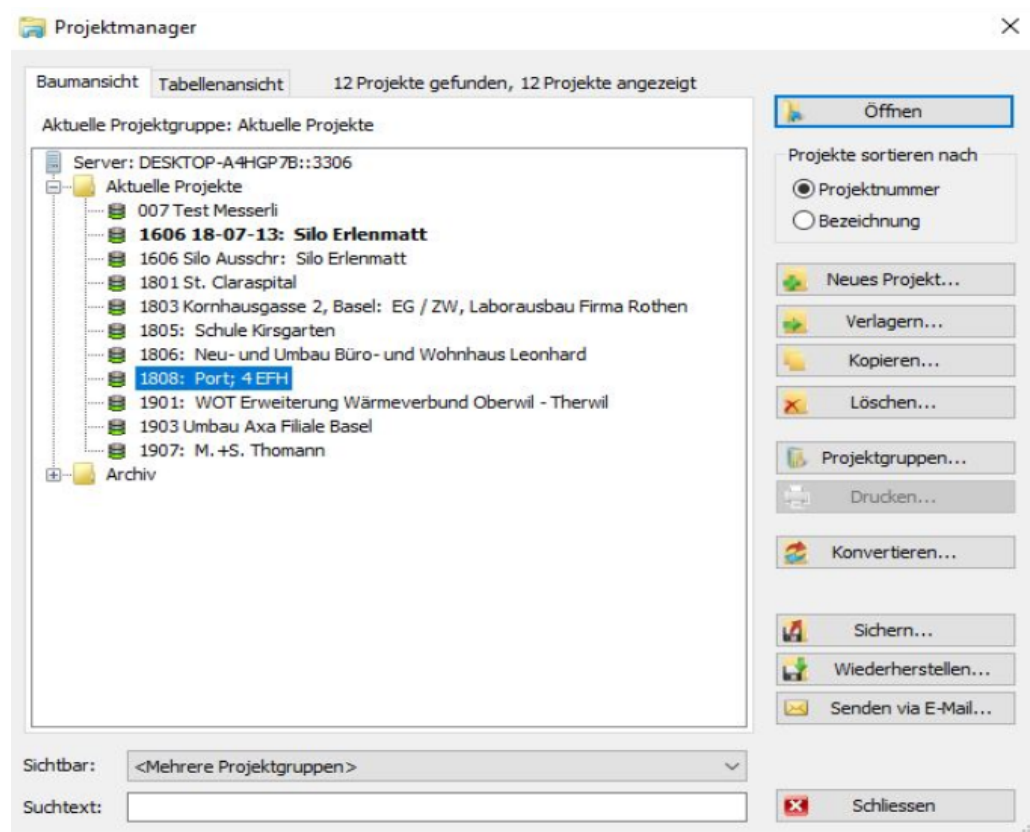 Projektmanager
Baumansicht Tabellenansicht 12 Projekte gefunden, 12 Projekte angezeigt
Aktuelle Projektgruppe: Aktuelle Projekte
Server: DESKTOP-A4HGP7B::3306
Aktuelle Projekte
007 Test Messerli
1606 18-07-13: Silo Erlenmatt
1606 Silo Ausschr: Silo Erlenmatt
1801 St. Claraspital
1803 Kornhausgasse 2, Basel: EG / ZW, Laborausbau Firma Rothen
1805: Schule Kirsgarten
1806: Neu- und Umbau Büro- und Wohnhaus Leonhard
1808: Port; 4 EFH
1901: WOT Erweiterung Wärmeverbund Oberwil - Therwil
1903 Umbau Axa Filiale Basel
1907: M.+S. Thomann
Archiv
Öffnen
Projekte sortieren nach
Projektnummer
Bezeichnung
Neues Projekt...
Verlagern...
Kopieren...
Löschen...
Projektgruppen...
Drucken...
Konvertieren...
Sichern...
Wiederherstellen...
Senden via E-Mail...
Sichtbar: <Mehrere Projektgruppen>
Suchtext:
Schliessen